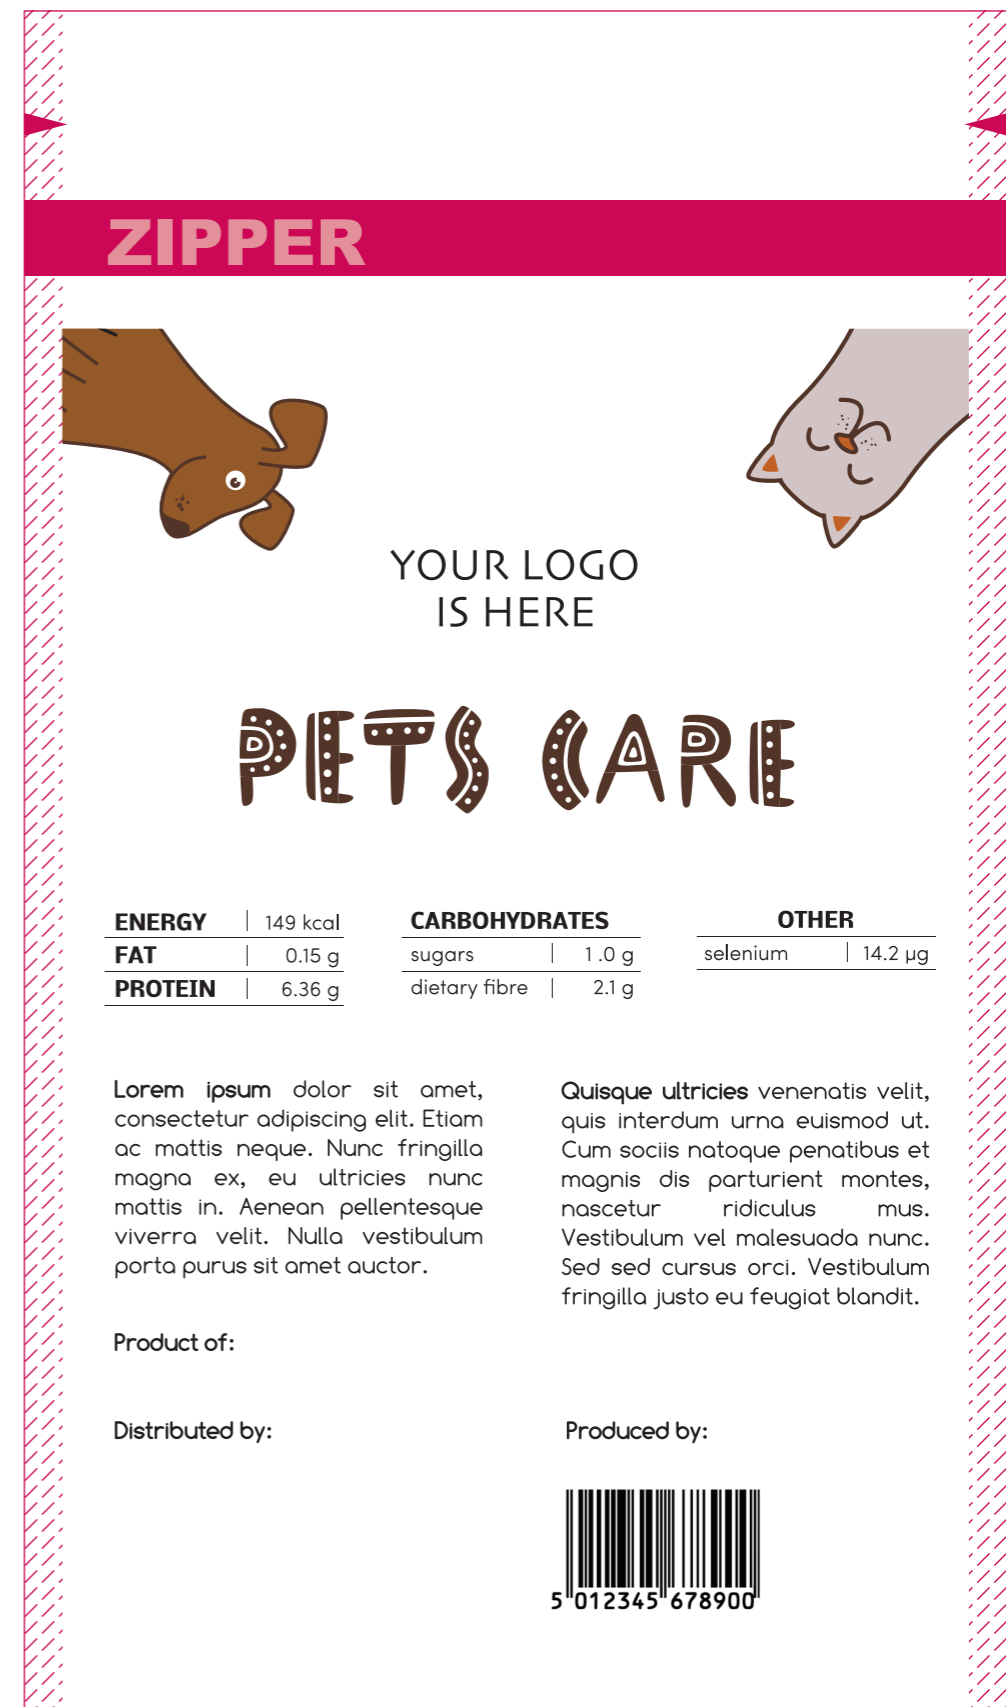 ZIPPER
YOUR LOGO
IS HERE
PETS CARE
ENERGY 149 kcal
FAT 0.15 g
PROTEIN 6.36 g
CARBOHYDRATES
sugars 1.0 g
dietary fibre 2.1 g
OTHER
selenium 14.2 µg
Lorem ipsum dolor sit amet,
consectetur adipiscing elit. Etiam
ac mattis neque. Nunc fringilla
magna ex, eu ultricies nunc
mattis in. Aenean pellentesque
viverra velit. Nulla vestibulum
porta purus sit amet auctor.
Quisque ultricies venenatis velit,
quis interdum urna euismod ut.
Cum sociis natoque penatibus et
magnis dis parturient montes,
nascetur ridiculus mus.
Vestibulum vel malesuada nunc.
Sed sed cursus orci. Vestibulum
fringilla justo eu feugiat blandit.
Product of:
Distributed by:
Produced by:
5 012345 678900